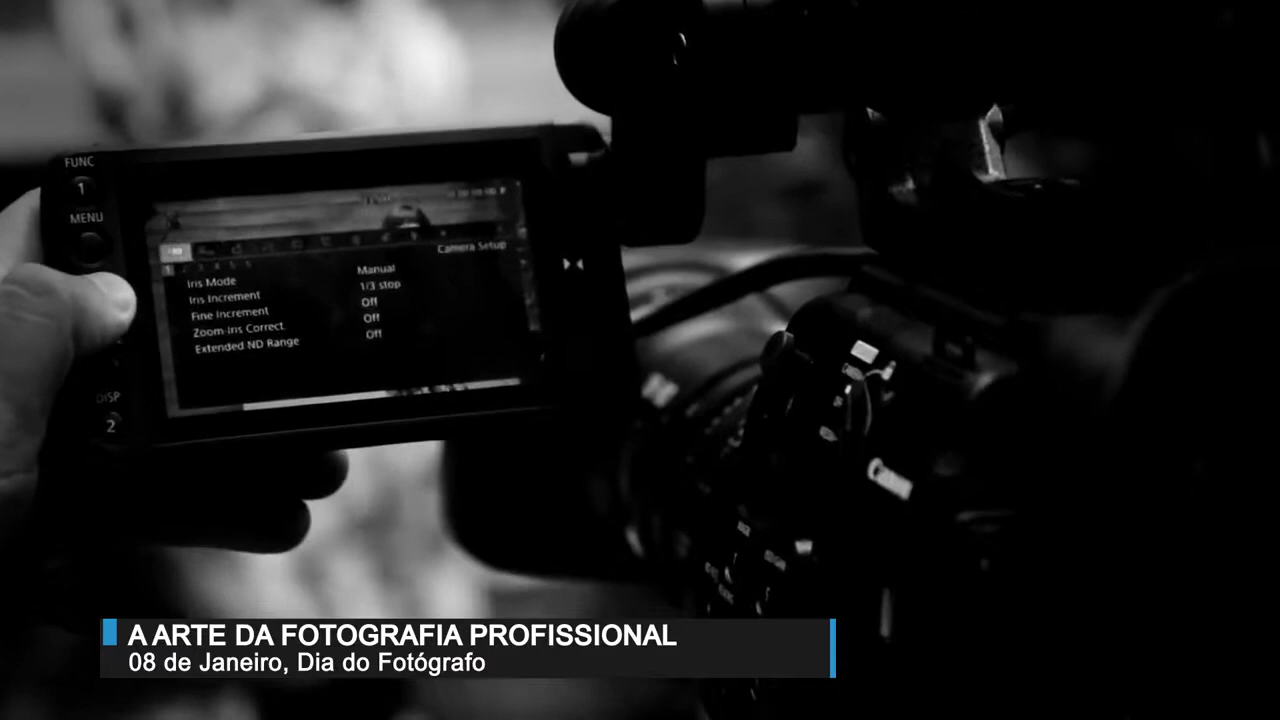 FUNC
1
MENU
Camera Setup
Iris Mode Manual
Iris Increment 1/3 stop
Fine Increment Off
Zoom-Iris Correct Off
Extended ND Range Off
DISP
2
Canon
A ARTE DA FOTOGRAFIA PROFISSIONAL
08 de Janeiro, Dia do Fotógrafo